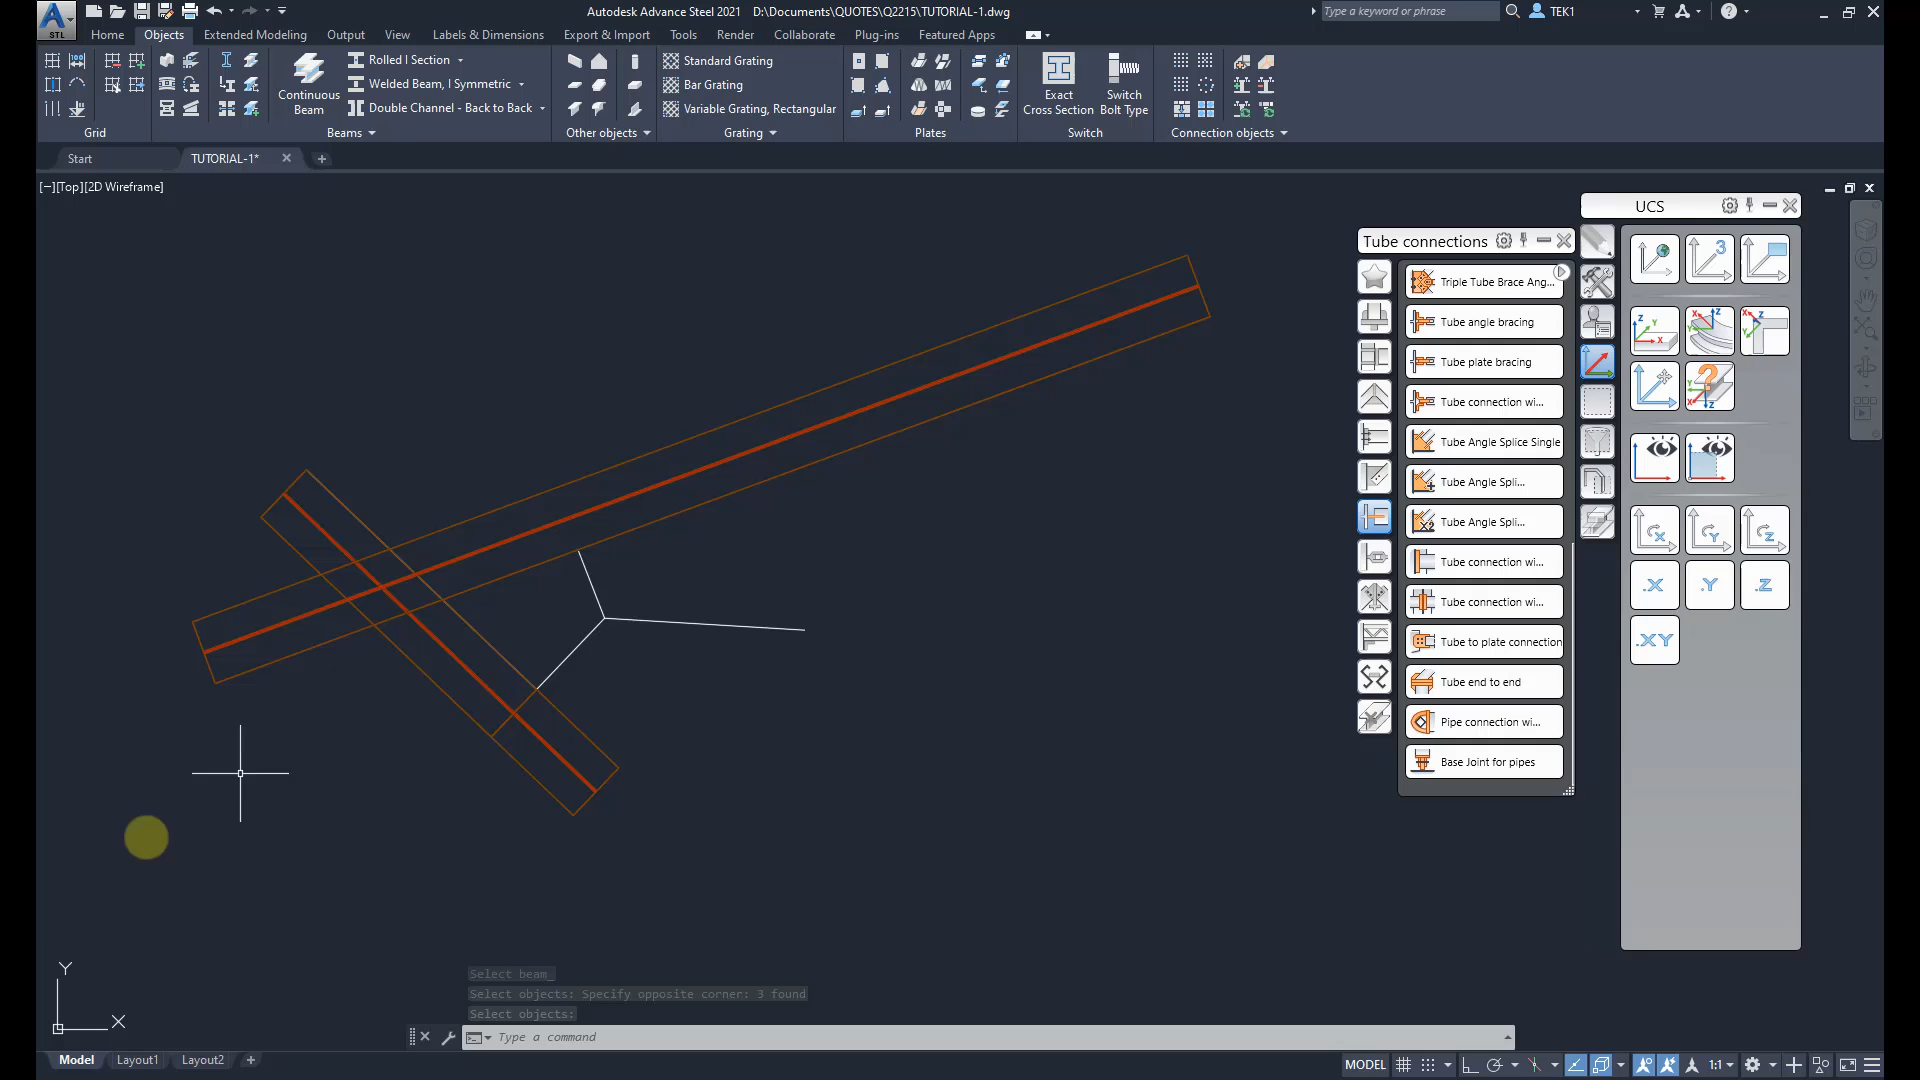 Autodesk Advance Steel 2021 D:\Documents\QUOTES\Q2215\TUTORIAL-1.dwg
Type a keyword or phrase
TEK1
STL
Home Objects Extended Modeling Output View Labels & Dimensions Export & Import Tools Render Collaborate Plug-ins Featured Apps
Rolled I Section
Welded Beam, I Symmetric
Double Channel - Back to Back
Continuous
Beam
Standard Grating
Bar Grating
Variable Grating, Rectangular
Exact
Cross Section
Switch
Bolt Type
Grid Beams Other objects Grating Plates Switch Connection objects
Start TUTORIAL-1*
[−][Top][2D Wireframe]
UCS
Tube connections
Triple Tube Brace Ang...
Tube angle bracing
Tube plate bracing
Tube connection wi...
Tube Angle Splice Single
Tube Angle Spli...
Tube Angle Spli...
Tube connection wi...
Tube connection wi...
Tube to plate connection
Tube end to end
Pipe connection wi...
Base Joint for pipes
3
Z Y X
X Z
X Z Y
Y X Z
X Y Z
.X .Y .Z
.XY
Y
X
Select beam_
Select objects: Specify opposite corner: 3 found
Select objects:
Type a command
Model Layout1 Layout2
MODEL 1:1